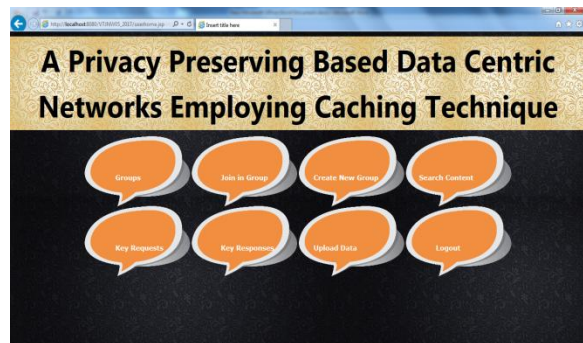 Insert title here
A Privacy Preserving Based Data Centric
Networks Employing Caching Technique
Groups
Join in Group
Create New Group
Search Content
Key Requests
Key Responses
Upload Data
Logout